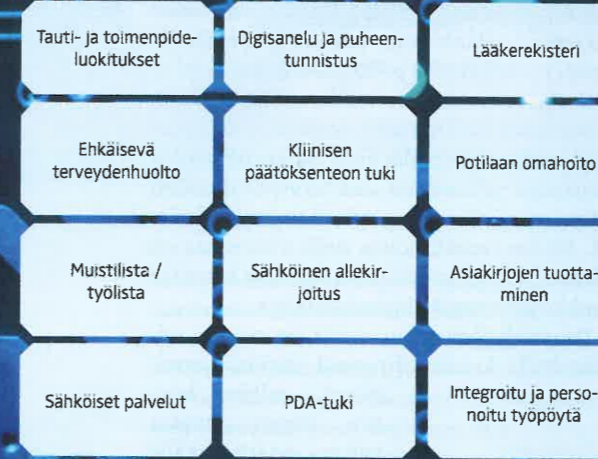 Tauti- ja toimenpide-
luokitukset
Digisanelu ja puheen-
tunnistus
Lääkerekisteri
Ehkäisevä
terveydenhuolto
Kliinisen
päätöksenteon tuki
Potilaan omahoito
Muistilista /
työlista
Sähköinen allekir-
joitus
Asiakirjojen tuotta-
minen
Sähköiset palvelut
PDA-tuki
Integroitu ja perso-
noitu työpöytä